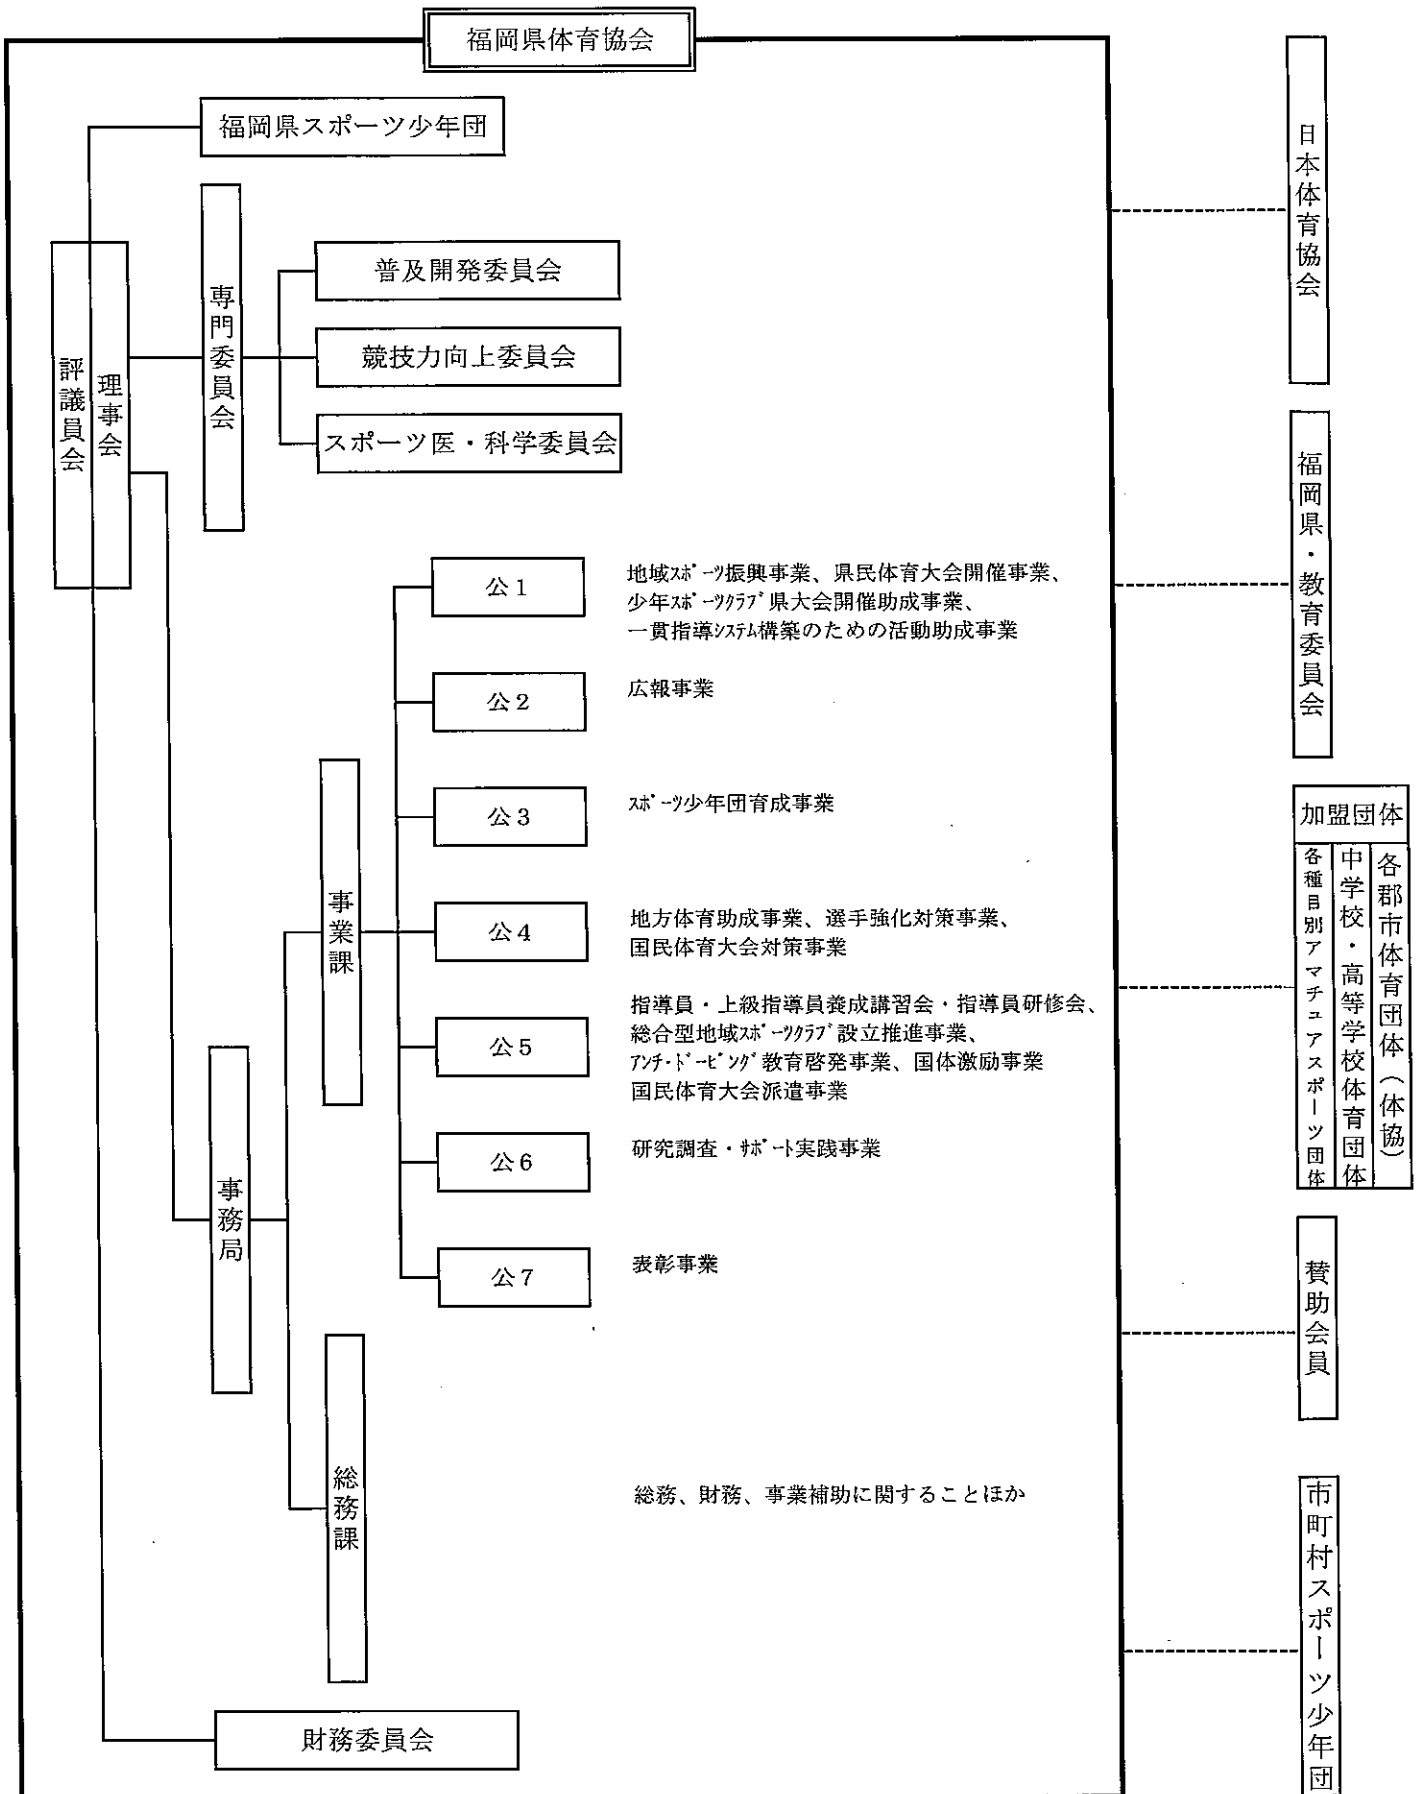 福岡県体育協会
福岡県スポーツ少年団
評議員会
理事会
専門委員会
普及開発委員会
競技力向上委員会
スポーツ医・科学委員会
事務局
事業課
公1
地域ｽﾎﾟｰﾂ振興事業、県民体育大会開催事業、
少年ｽﾎﾟｰﾂｸﾗﾌﾞ県大会開催助成事業、
一貫指導ｼｽﾃﾑ構築のための活動助成事業
公2
広報事業
公3
ｽﾎﾟｰﾂ少年団育成事業
公4
地方体育助成事業、選手強化対策事業、
国民体育大会対策事業
公5
指導員・上級指導員養成講習会・指導員研修会、
総合型地域ｽﾎﾟｰﾂｸﾗﾌﾞ設立推進事業、
ｱﾝﾁ･ﾄﾞｰﾋﾟﾝｸﾞ教育啓発事業、国体激励事業
国民体育大会派遣事業
公6
研究調査・ｻﾎﾟｰﾄ実践事業
公7
表彰事業
総務課
総務、財務、事業補助に関することほか
財務委員会
日本体育協会
福岡県・教育委員会
加盟団体
各郡市体育団体（体協）
中学校・高等学校体育団体
各種目別アマチュアスポーツ団体
賛助会員
市町村スポーツ少年団